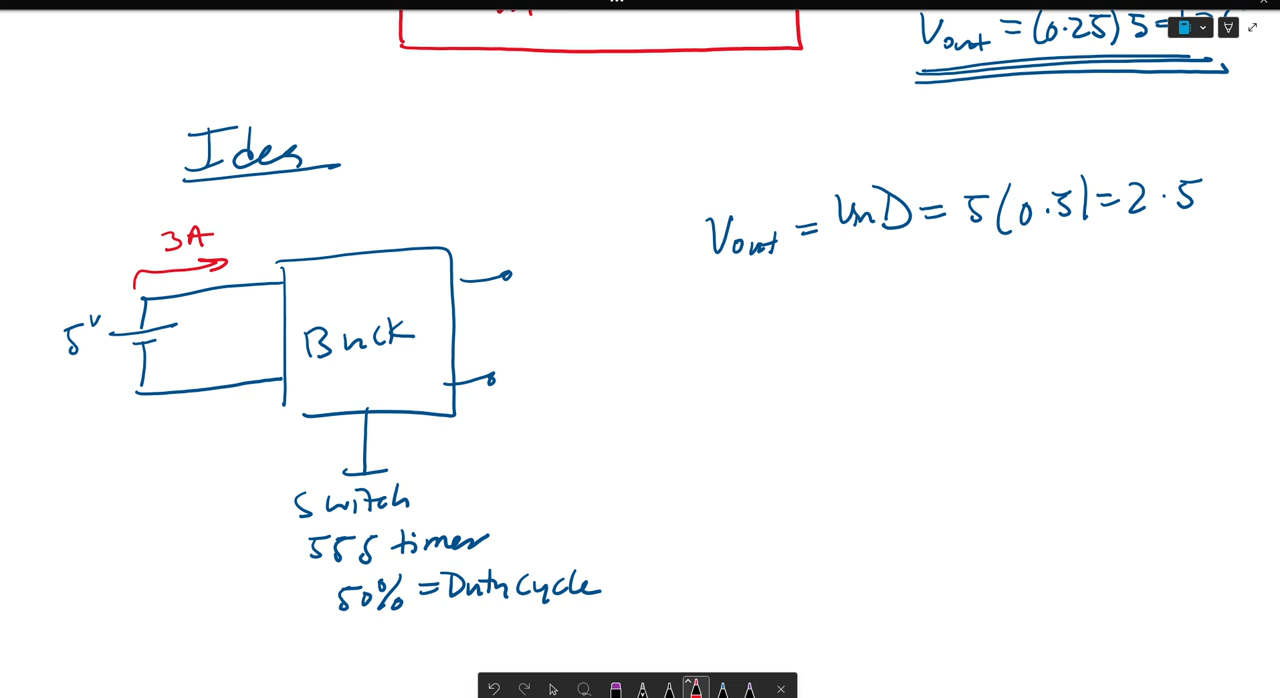 Vout = (0.25) 5 =
Idea
Vout = Vin D = 5(0.5) = 2.5
3A
5V
Buck
Switch
555 timer
50% = Duty Cycle